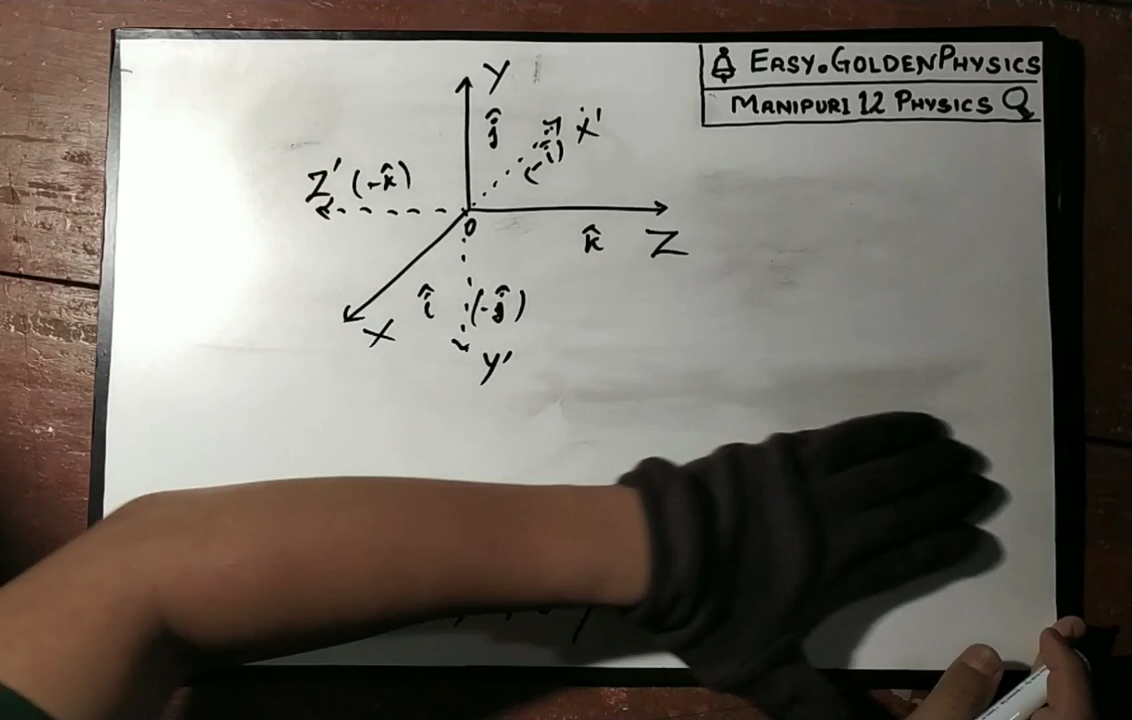 EASY.GOLDENPHYSICS
MANIPURI 12 PHYSICS
Y
ĵ
X'
(-î)
Z' (-k̂)
O
k̂
Z
î
(-ĵ)
X
Y'